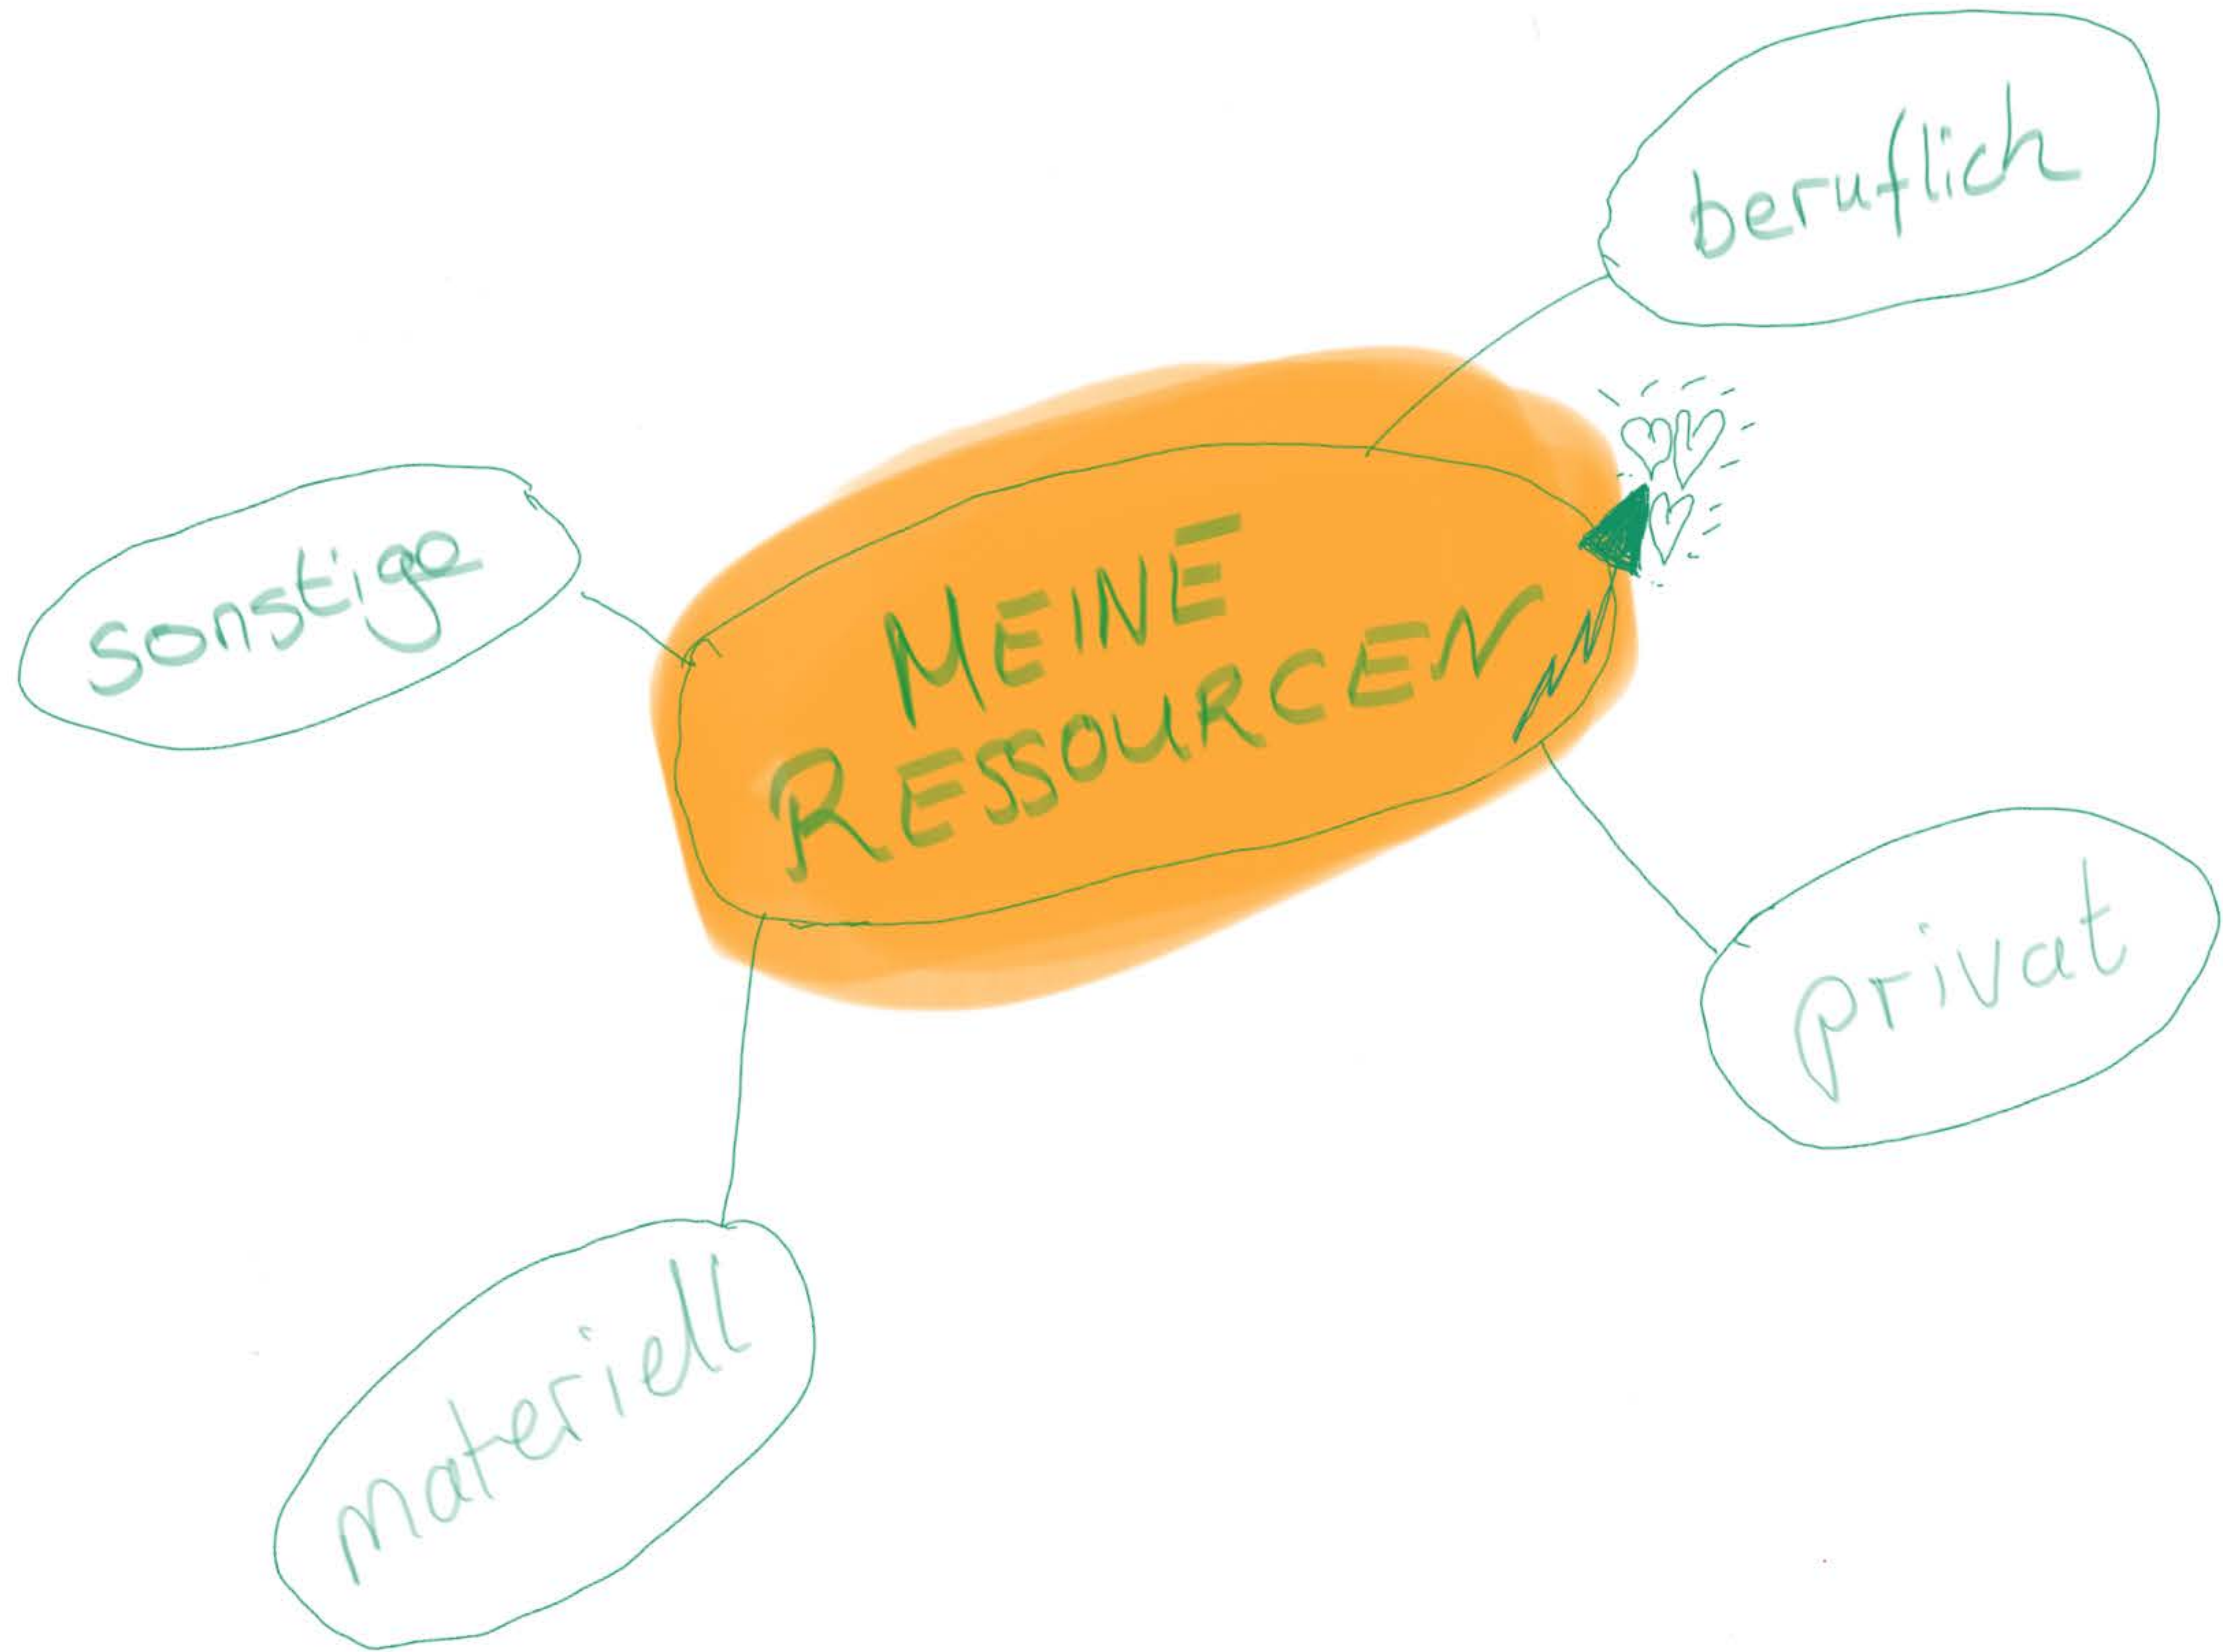 beruflich
sonstige
MEINE
RESSOURCEN
privat
materiell